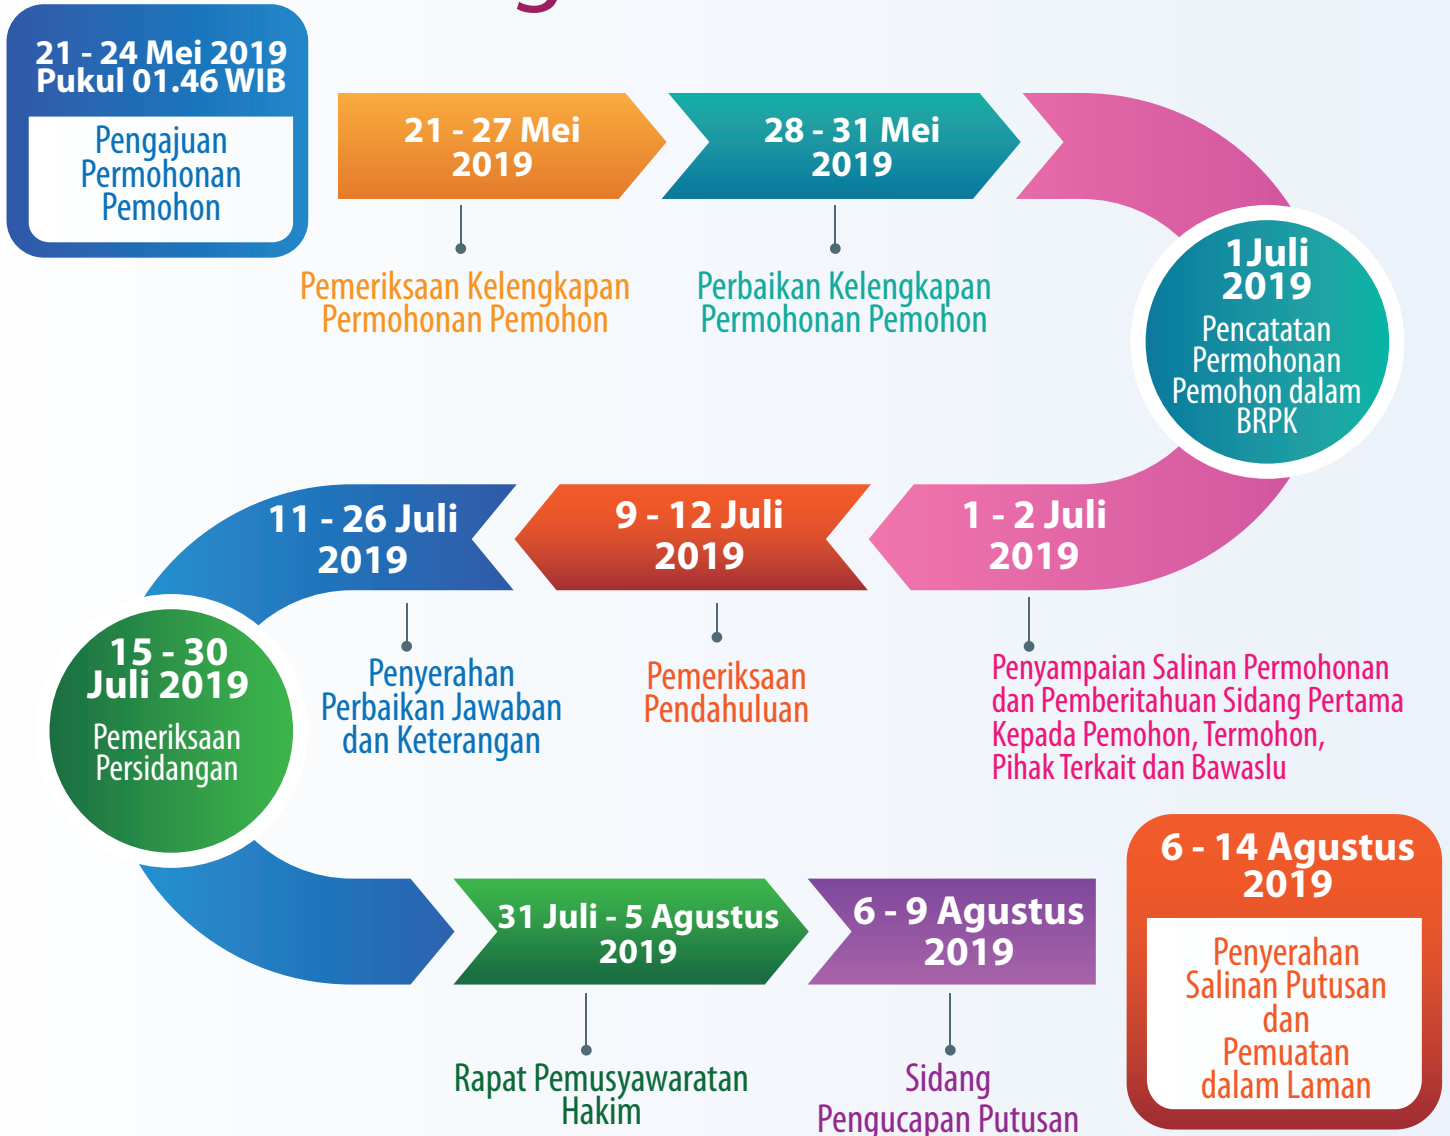 21 - 24 Mei 2019
Pukul 01.46 WIB
Pengajuan
Permohonan
Pemohon
21 - 27 Mei
2019
Pemeriksaan Kelengkapan
Permohonan Pemohon
28 - 31 Mei
2019
Perbaikan Kelengkapan
Permohonan Pemohon
1Juli
2019
Pencatatan
Permohonan
Pemohon dalam
BRPK
1 - 2 Juli
2019
Penyampaian Salinan Permohonan
dan Pemberitahuan Sidang Pertama
Kepada Pemohon, Termohon,
Pihak Terkait dan Bawaslu
9 - 12 Juli
2019
Pemeriksaan
Pendahuluan
11 - 26 Juli
2019
Penyerahan
Perbaikan Jawaban
dan Keterangan
15 - 30
Juli 2019
Pemeriksaan
Persidangan
31 Juli - 5 Agustus
2019
Rapat Pemusyawaratan
Hakim
6 - 9 Agustus
2019
Sidang
Pengucapan Putusan
6 - 14 Agustus
2019
Penyerahan
Salinan Putusan
dan
Pemuatan
dalam Laman